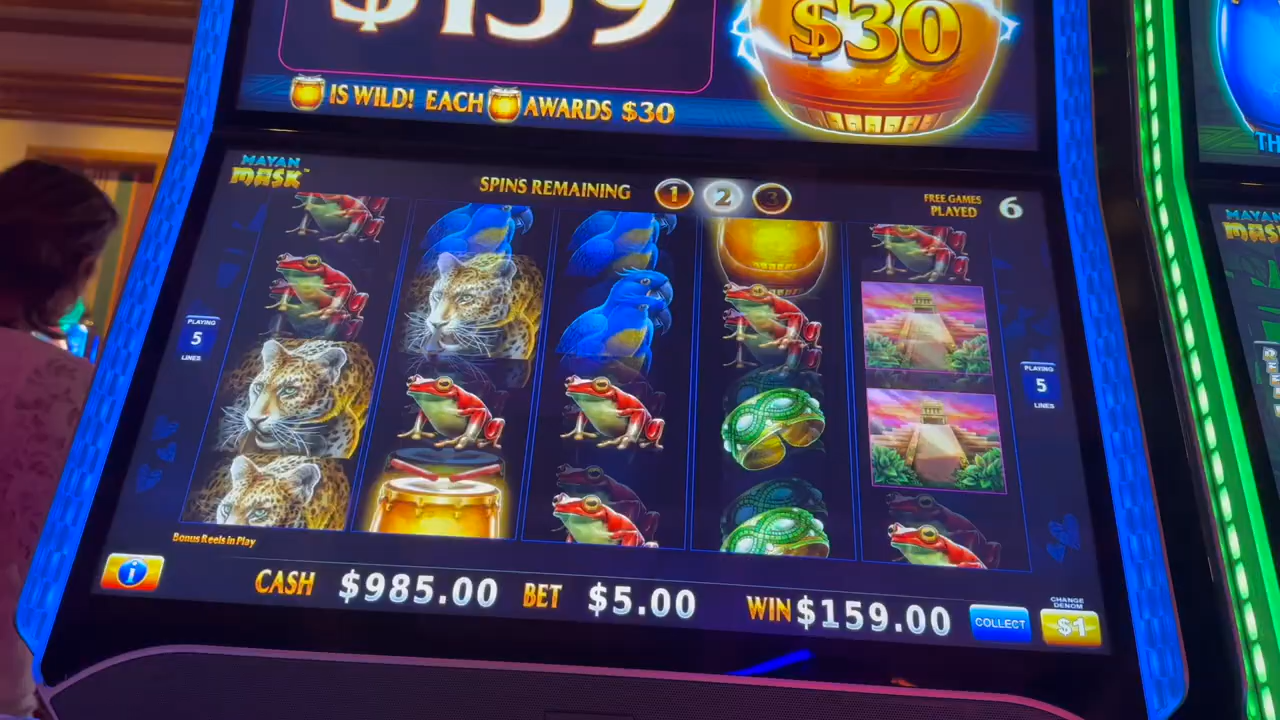 $159
$30
IS WILD! EACH AWARDS $30
TH
MAYAN
MASK™
SPINS REMAINING 1 2 3
FREE GAMES
PLAYED 6
MAYAN
MASK
PLAYING
5
LINES
PLAYING
5
LINES
Bonus Reels in Play
i
CASH $985.00 BET $5.00 WIN $159.00
COLLECT
CHANGE
DENOM
$1